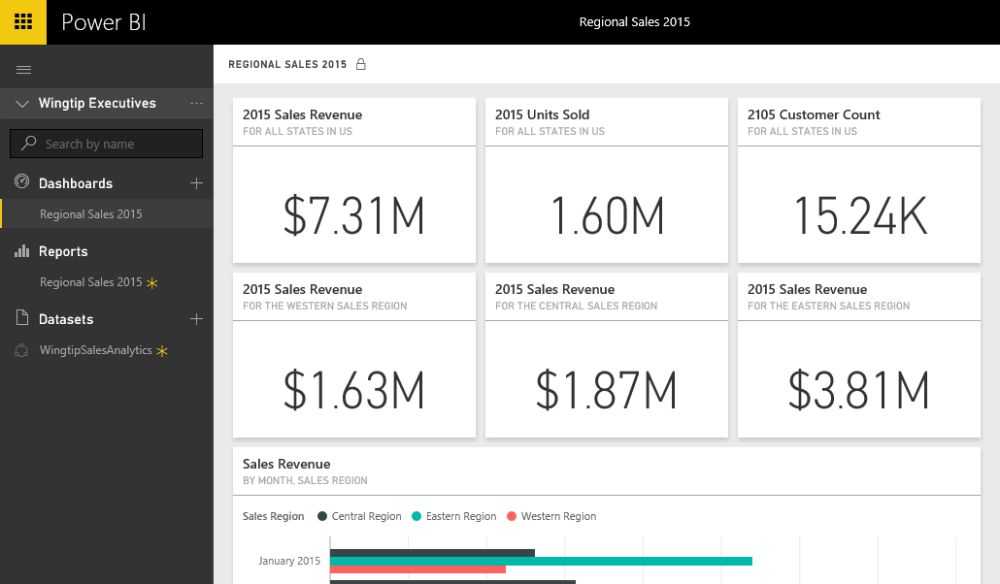 Power BI
Regional Sales 2015
Wingtip Executives
Search by name
Dashboards
Regional Sales 2015
Reports
Regional Sales 2015
Datasets
WingtipSalesAnalytics
REGIONAL SALES 2015
2015 Sales Revenue
FOR ALL STATES IN US
$7.31M
2015 Units Sold
FOR ALL STATES IN US
1.60M
2105 Customer Count
FOR ALL STATES IN US
15.24K
2015 Sales Revenue
FOR THE WESTERN SALES REGION
$1.63M
2015 Sales Revenue
FOR THE CENTRAL SALES REGION
$1.87M
2015 Sales Revenue
FOR THE EASTERN SALES REGION
$3.81M
Sales Revenue
BY MONTH, SALES REGION
Sales Region Central Region Eastern Region Western Region
January 2015